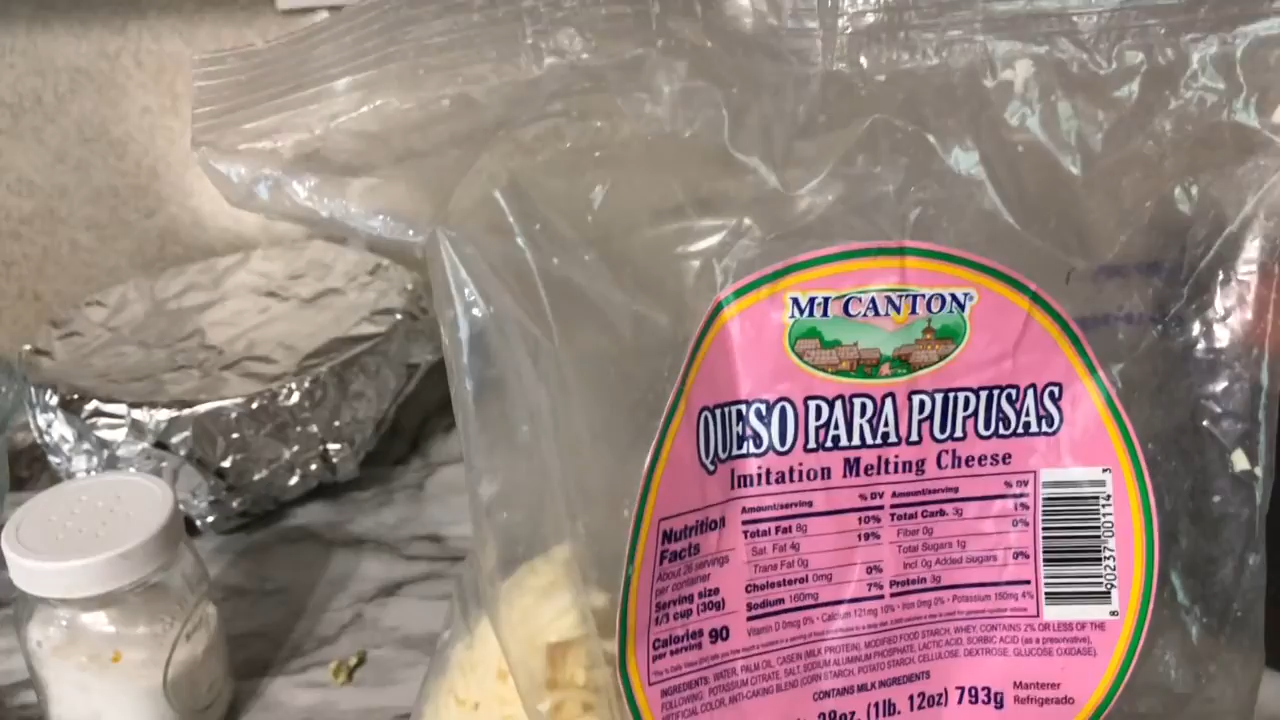 MI CANTON®
QUESO PARA PUPUSAS
Imitation Melting Cheese
Nutrition
Facts
About 26 servings
per container
Serving size
1/3 cup (30g)
Calories 90
per serving
Amount/serving % DV
Total Fat 8g 10%
Sat. Fat 4g 19%
Trans Fat 0g
Cholesterol 0mg 0%
Sodium 160mg 7%
Amount/serving % DV
Total Carb. 3g 1%
Fiber 0g 0%
Total Sugars 1g
Incl 0g Added Sugars 0%
Protein 3g
Vitamin D 0mcg 0% • Calcium 121mg 10% • Iron 0mg 0% • Potassium 150mg 4%
INGREDIENTS: WATER, PALM OIL, CASEIN (MILK PROTEIN), MODIFIED FOOD STARCH, WHEY, CONTAINS 2% OR LESS OF THE
FOLLOWING: POTASSIUM CITRATE, SALT, SODIUM ALUMINUM PHOSPHATE, LACTIC ACID, SORBIC ACID (as a preservative),
ARTIFICIAL COLOR, ANTI-CAKING BLEND (CORN STARCH, POTATO STARCH, CELLULOSE, DEXTROSE, GLUCOSE OXIDASE).
CONTAINS MILK INGREDIENTS
28oz. (1lb. 12oz) 793g
Manterer
Refrigerado
8 90237 00114 3